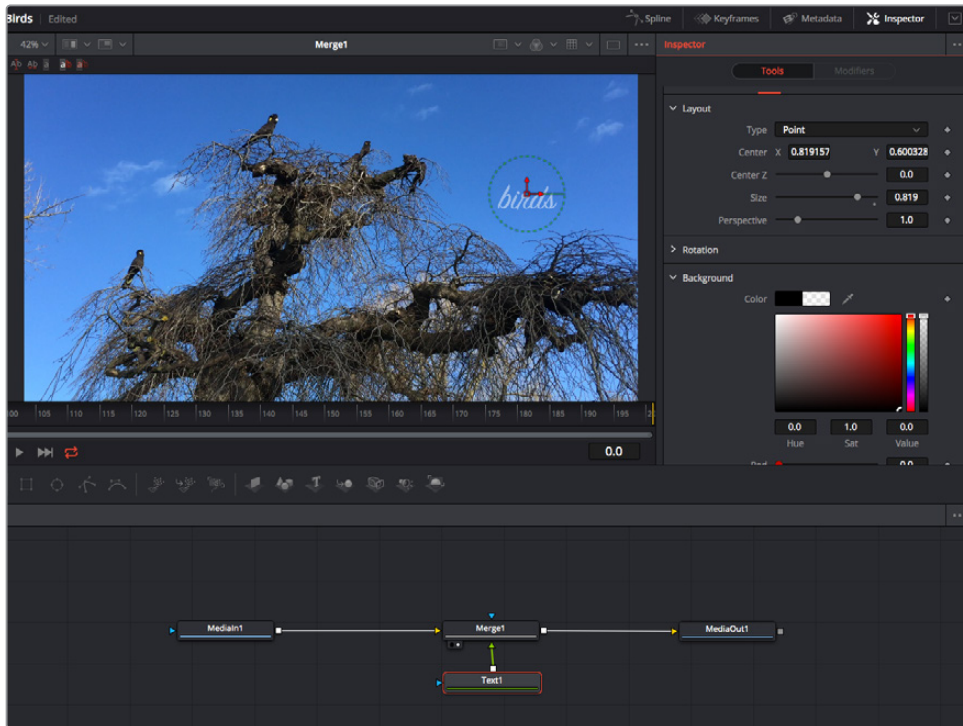 Birds Edited Spline Keyframes Metadata Inspector
42% Merge1 Inspector
Tools Modifiers
Layout
Type Point
Center X 0.819157 Y 0.600328
Center Z 0.0
Size 0.819
Perspective 1.0
birds
Rotation
Background
Color
100 105 110 115 120 125 130 135 140 145 150 155 160 165 170 175 180 185 190 195
0.0 1.0 0.0
Hue Sat Value
0.0
MediaIn1 Merge1 MediaOut1
Text1